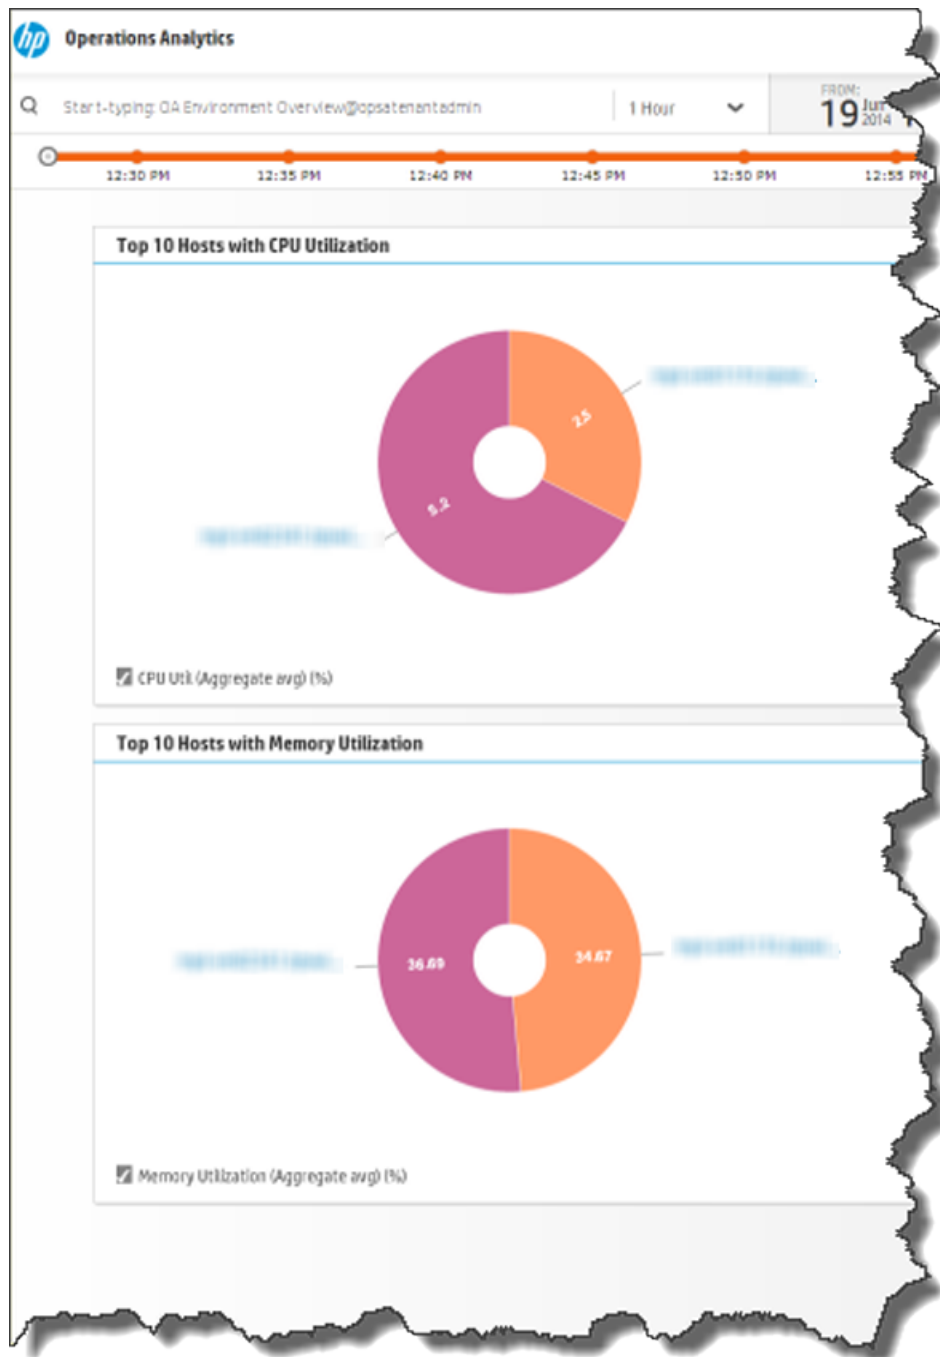 hp Operations Analytics
Start-typing: OA Environment Overview@opsatenantadmin 1 Hour FROM: 19 Jun 2014
12:30 PM 12:35 PM 12:40 PM 12:45 PM 12:50 PM 12:55 PM
Top 10 Hosts with CPU Utilization
2.5
5.2
CPU Util (Aggregate avg) (%)
Top 10 Hosts with Memory Utilization
36.69 34.67
Memory Utilization (Aggregate avg) (%)